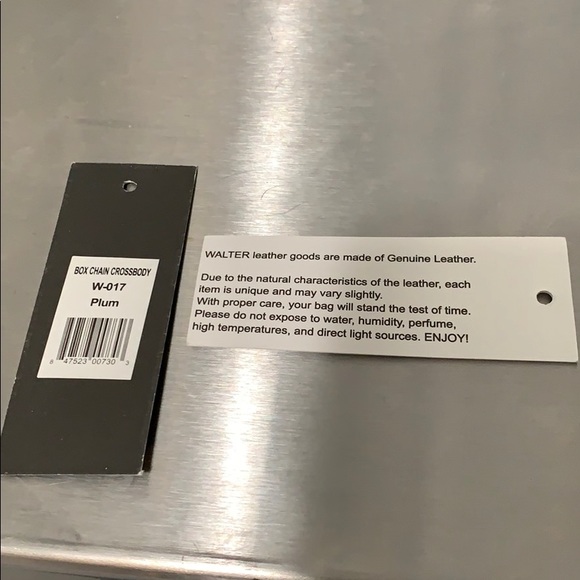 BOX CHAIN CROSSBODY
W-017
Plum
8 47523 00730 3
WALTER leather goods are made of Genuine Leather.
Due to the natural characteristics of the leather, each
item is unique and may vary slightly.
With proper care, your bag will stand the test of time.
Please do not expose to water, humidity, perfume,
high temperatures, and direct light sources. ENJOY!